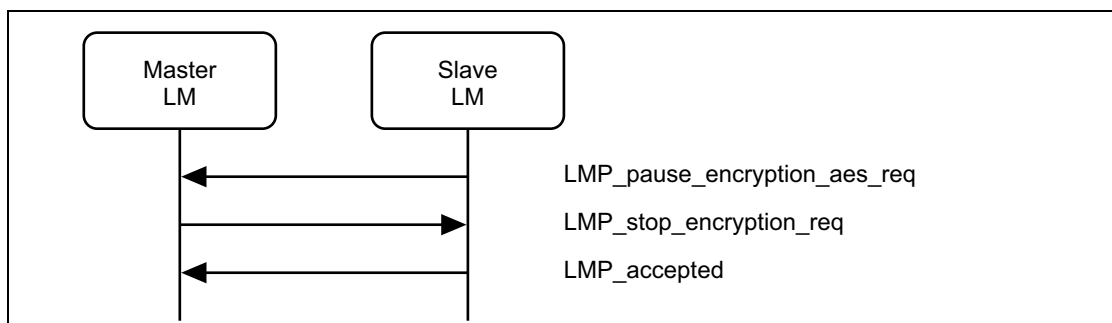 Master
LM
Slave
LM
LMP_pause_encryption_aes_req
LMP_stop_encryption_req
LMP_accepted